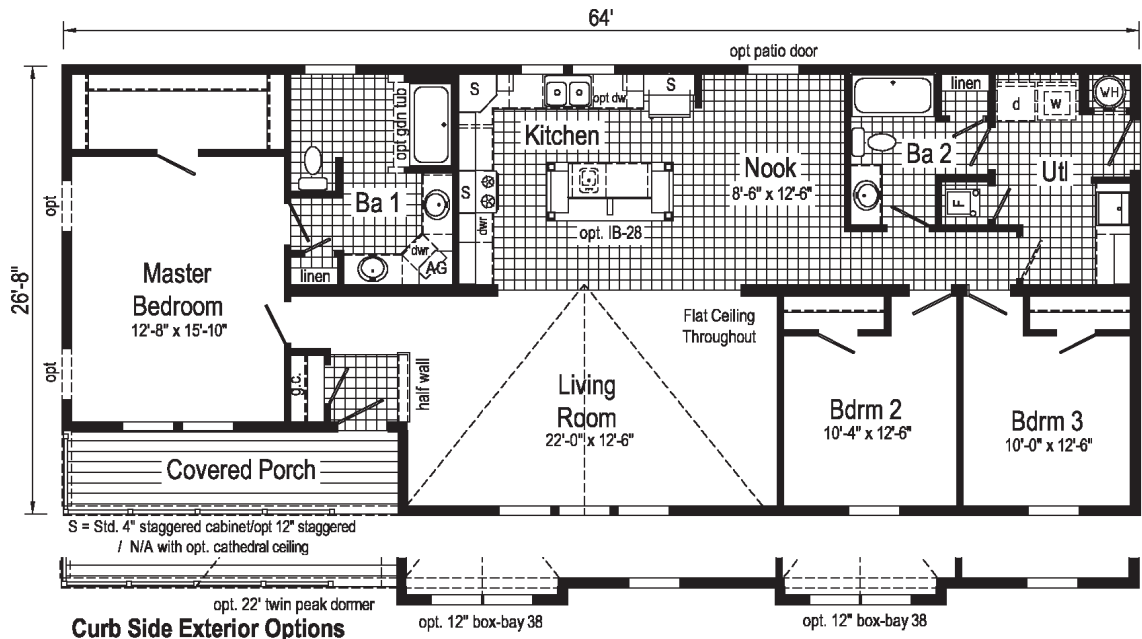 64'
opt patio door
26'-8"
opt
opt
Master
Bedroom
12'-8" x 15'-10"
opt gdn tub
Ba 1
linen
dwr
AG
S
S
dwr
opt dw
S
Kitchen
opt. IB-28
Nook
8'-6" x 12'-6"
Ba 2
linen
d
w
WH
Utl
F
g.c.
half wall
Living
Room
22'-0" x 12'-6"
Flat Ceiling
Throughout
Bdrm 2
10'-4" x 12'-6"
Bdrm 3
10'-0" x 12'-6"
Covered Porch
S = Std. 4" staggered cabinet/opt 12" staggered
/ N/A with opt. cathedral ceiling
opt. 22' twin peak dormer
opt. 12" box-bay 38
opt. 12" box-bay 38
Curb Side Exterior Options